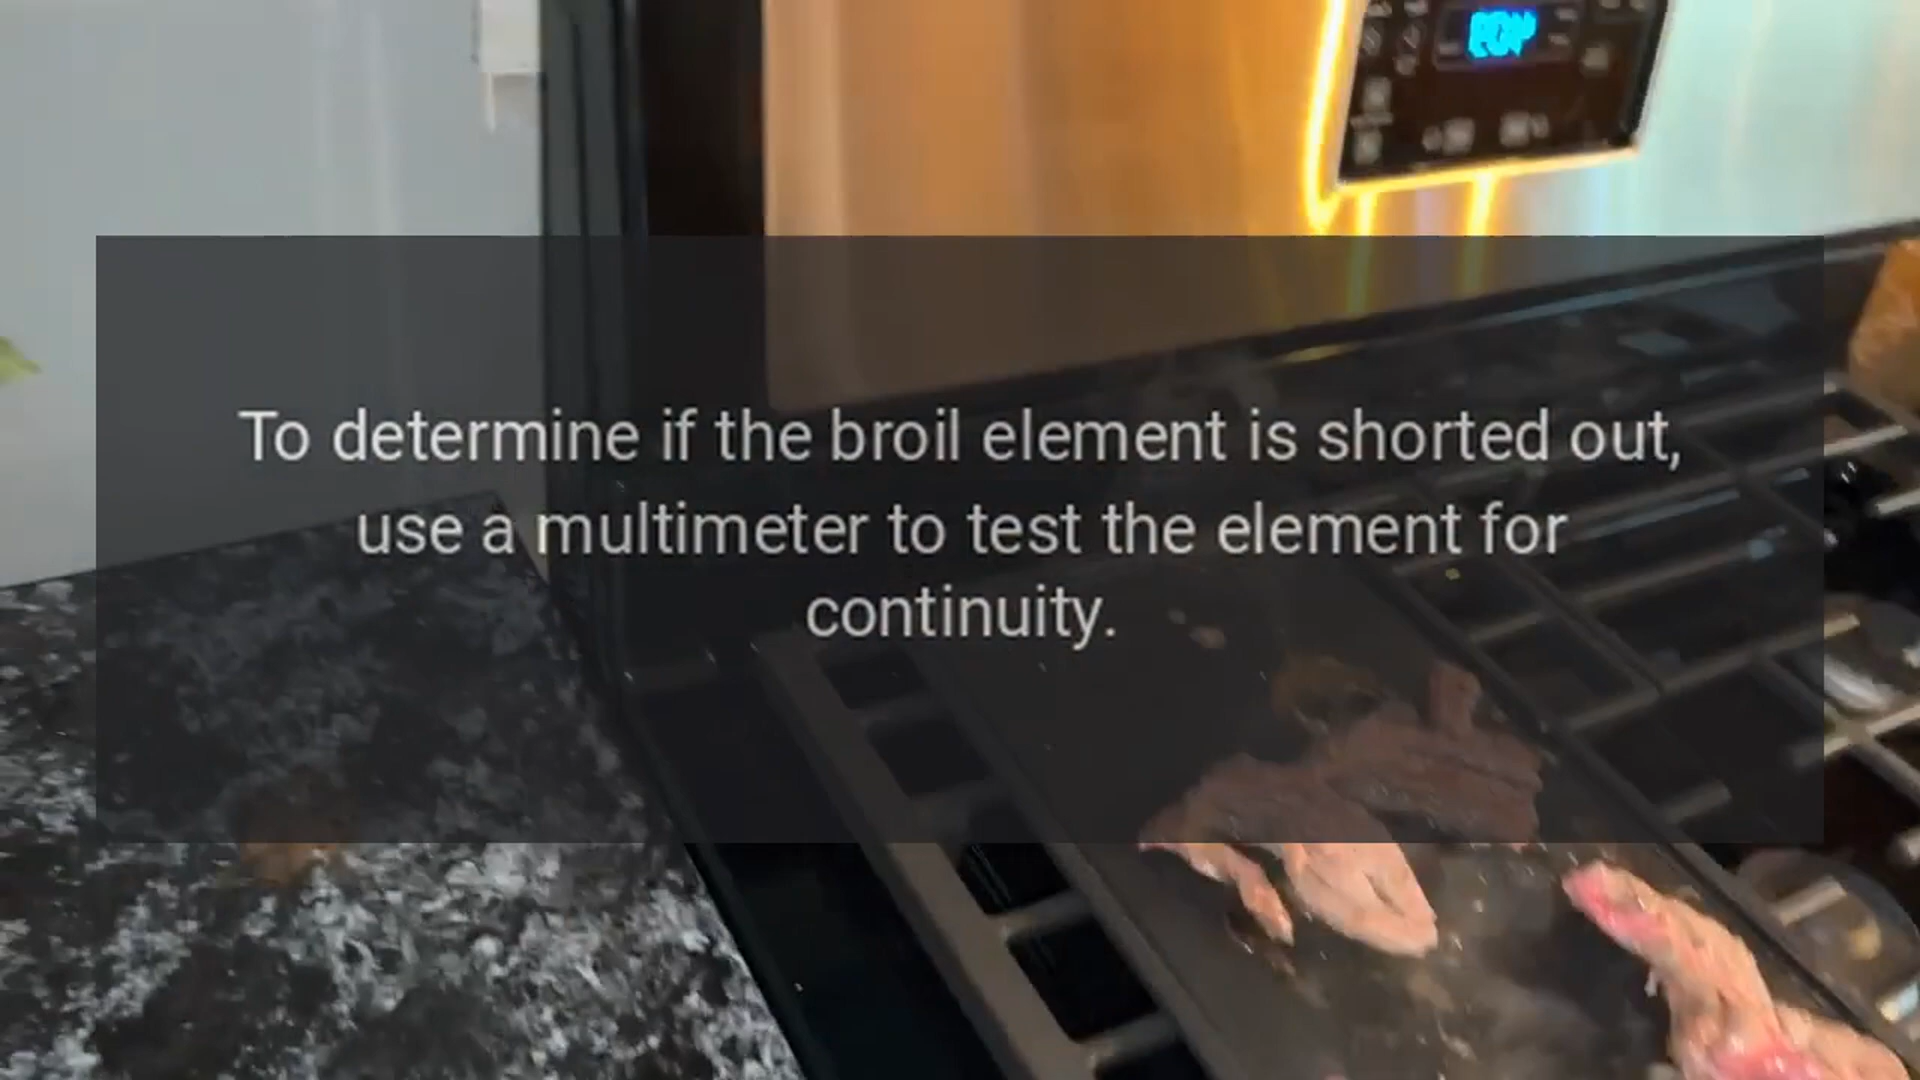 To determine if the broil element is shorted out,
use a multimeter to test the element for
continuity.